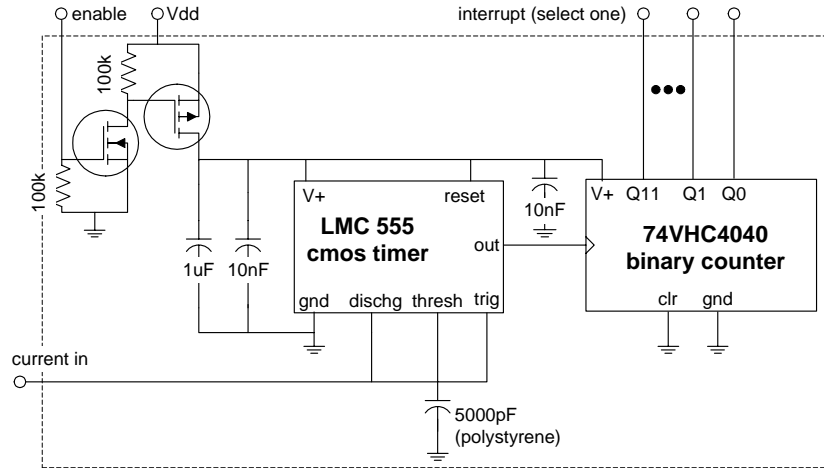 enable
Vdd
interrupt (select one)
100k
100k
V+
reset
LMC 555
cmos timer
out
gnd
dischg
thresh
trig
1uF
10nF
10nF
V+
Q11
Q1
Q0
74VHC4040
binary counter
clr
gnd
current in
5000pF
(polystyrene)